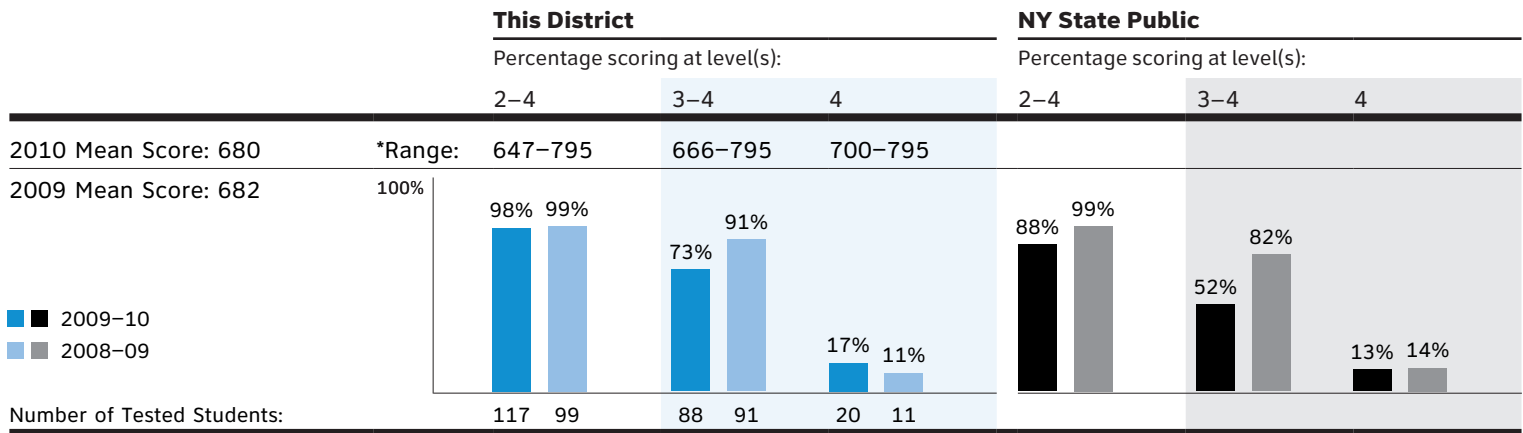 This District NY State Public
Percentage scoring at level(s): Percentage scoring at level(s):
2–4 3–4 4 2–4 3–4 4
2010 Mean Score: 680 *Range: 647–795 666–795 700–795
2009 Mean Score: 682 100%
98% 99% 73% 91% 17% 11% 88% 99% 52% 82% 13% 14%
2009–10
2008–09
Number of Tested Students: 117 99 88 91 20 11